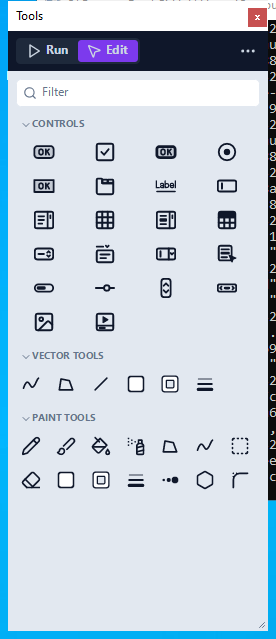 Tools
x
Run Edit
Filter
CONTROLS
OK OK
OK Label
VECTOR TOOLS
PAINT TOOLS